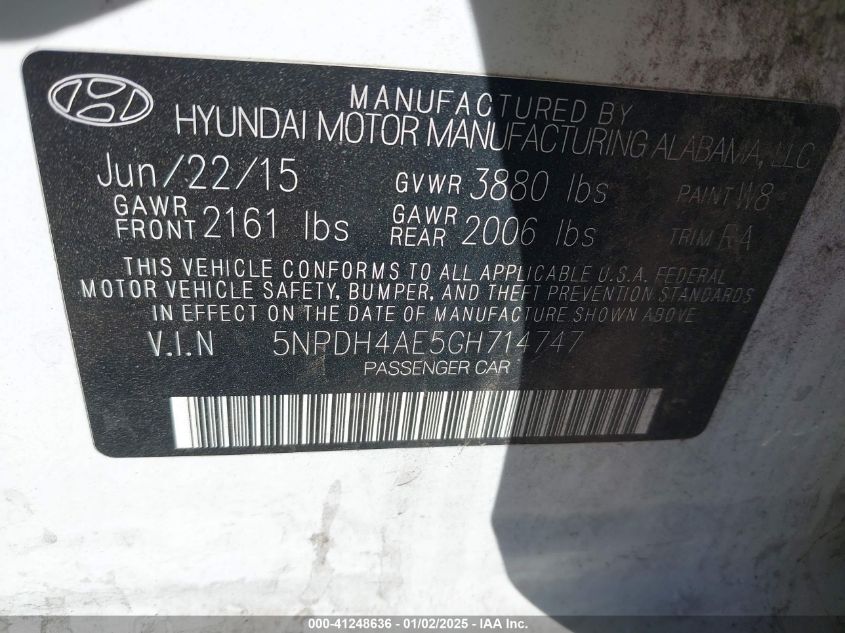 MANUFACTURED BY
HYUNDAI MOTOR MANUFACTURING ALABAMA, LLC
Jun/22/15 GVWR 3880 lbs PAINT W8
GAWR FRONT 2161 lbs GAWR REAR 2006 lbs TRIM
THIS VEHICLE CONFORMS TO ALL APPLICABLE U.S.A. FEDERAL
MOTOR VEHICLE SAFETY, BUMPER, AND THEFT PREVENTION STANDARDS
IN EFFECT ON THE DATE OF MANUFACTURE SHOWN ABOVE.
V.I.N 5NPDH4AE5GH714747
PASSENGER CAR
000-41248636 - 01/02/2025 - IAA Inc.